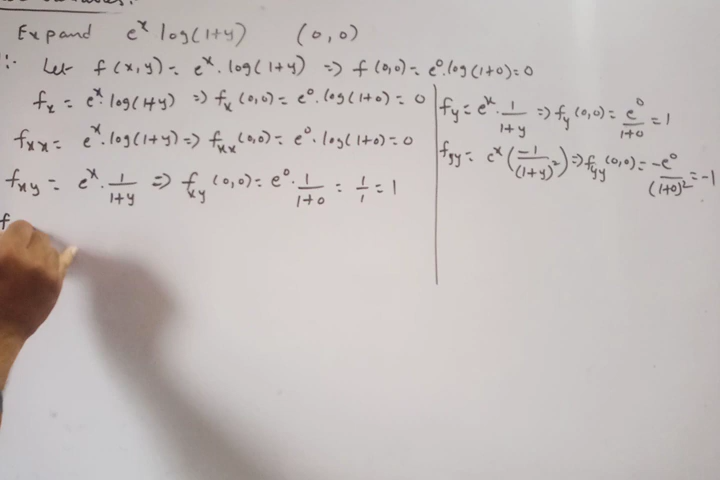 Expand e^x log(1+y) (0,0)
Let f(x,y) = e^x · log(1+y) => f(0,0) = e^0 · log(1+0) = 0
f_x = e^x · log(1+y) => f_x (0,0) = e^0 · log(1+0) = 0
f_xx = e^x · log(1+y) => f_xx (0,0) = e^0 · log(1+0) = 0
f_xy = e^x · 1/(1+y) => f_xy (0,0) = e^0 · 1/(1+0) = 1/1 = 1
f
f_y = e^x · 1/(1+y) => f_y (0,0) = e^0/(1+0) = 1
f_yy = e^x (-1/(1+y)^2) => f_yy (0,0) = -e^0/(1+0)^2 = -1